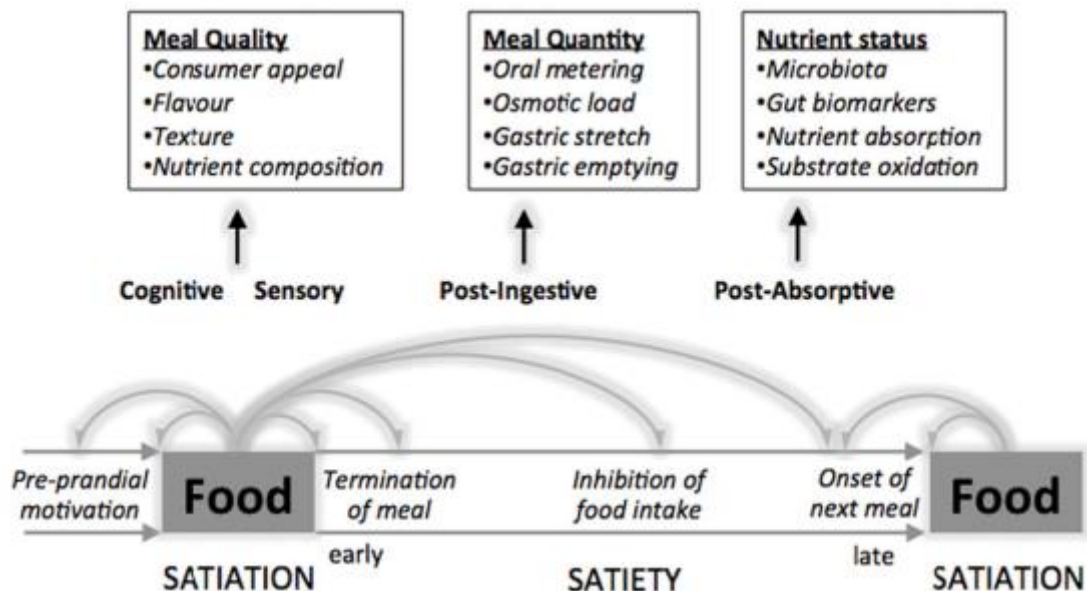 Meal Quality
•Consumer appeal
•Flavour
•Texture
•Nutrient composition
Meal Quantity
•Oral metering
•Osmotic load
•Gastric stretch
•Gastric emptying
Nutrient status
•Microbiota
•Gut biomarkers
•Nutrient absorption
•Substrate oxidation
Cognitive Sensory
Post-Ingestive
Post-Absorptive
Pre-prandial
motivation
Food
Termination
of meal
Inhibition of
food intake
Onset of
next meal
Food
early
late
SATIATION
SATIETY
SATIATION